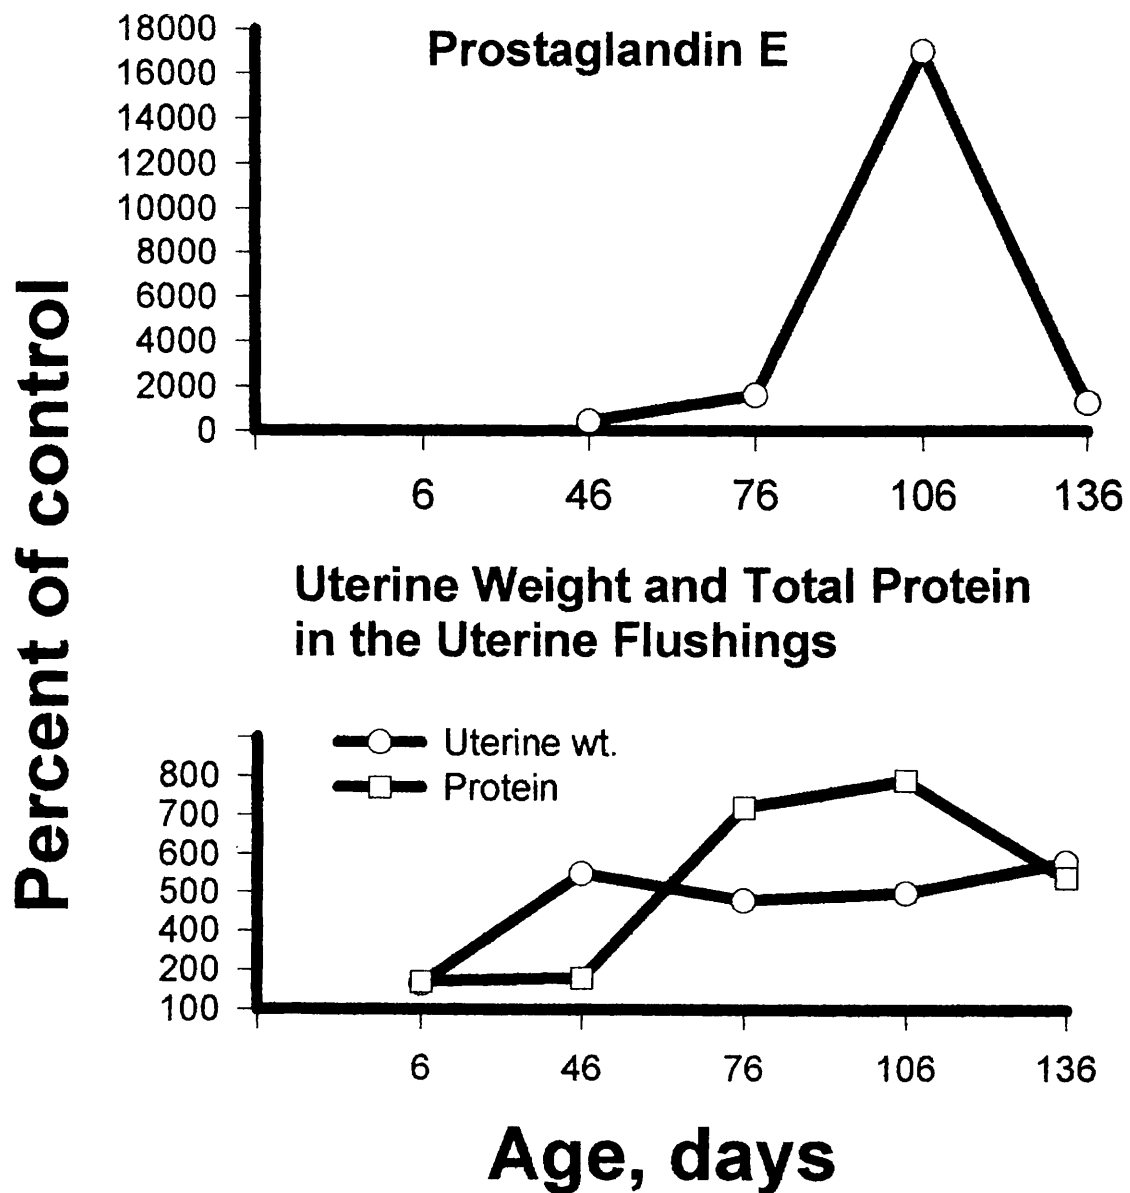 Prostaglandin E
18000
16000
14000
12000
10000
8000
6000
4000
2000
0
6 46 76 106 136
Percent of control
Uterine Weight and Total Protein
in the Uterine Flushings
Uterine wt.
Protein
800
700
600
500
400
200
100
6 46 76 106 136
Age, days